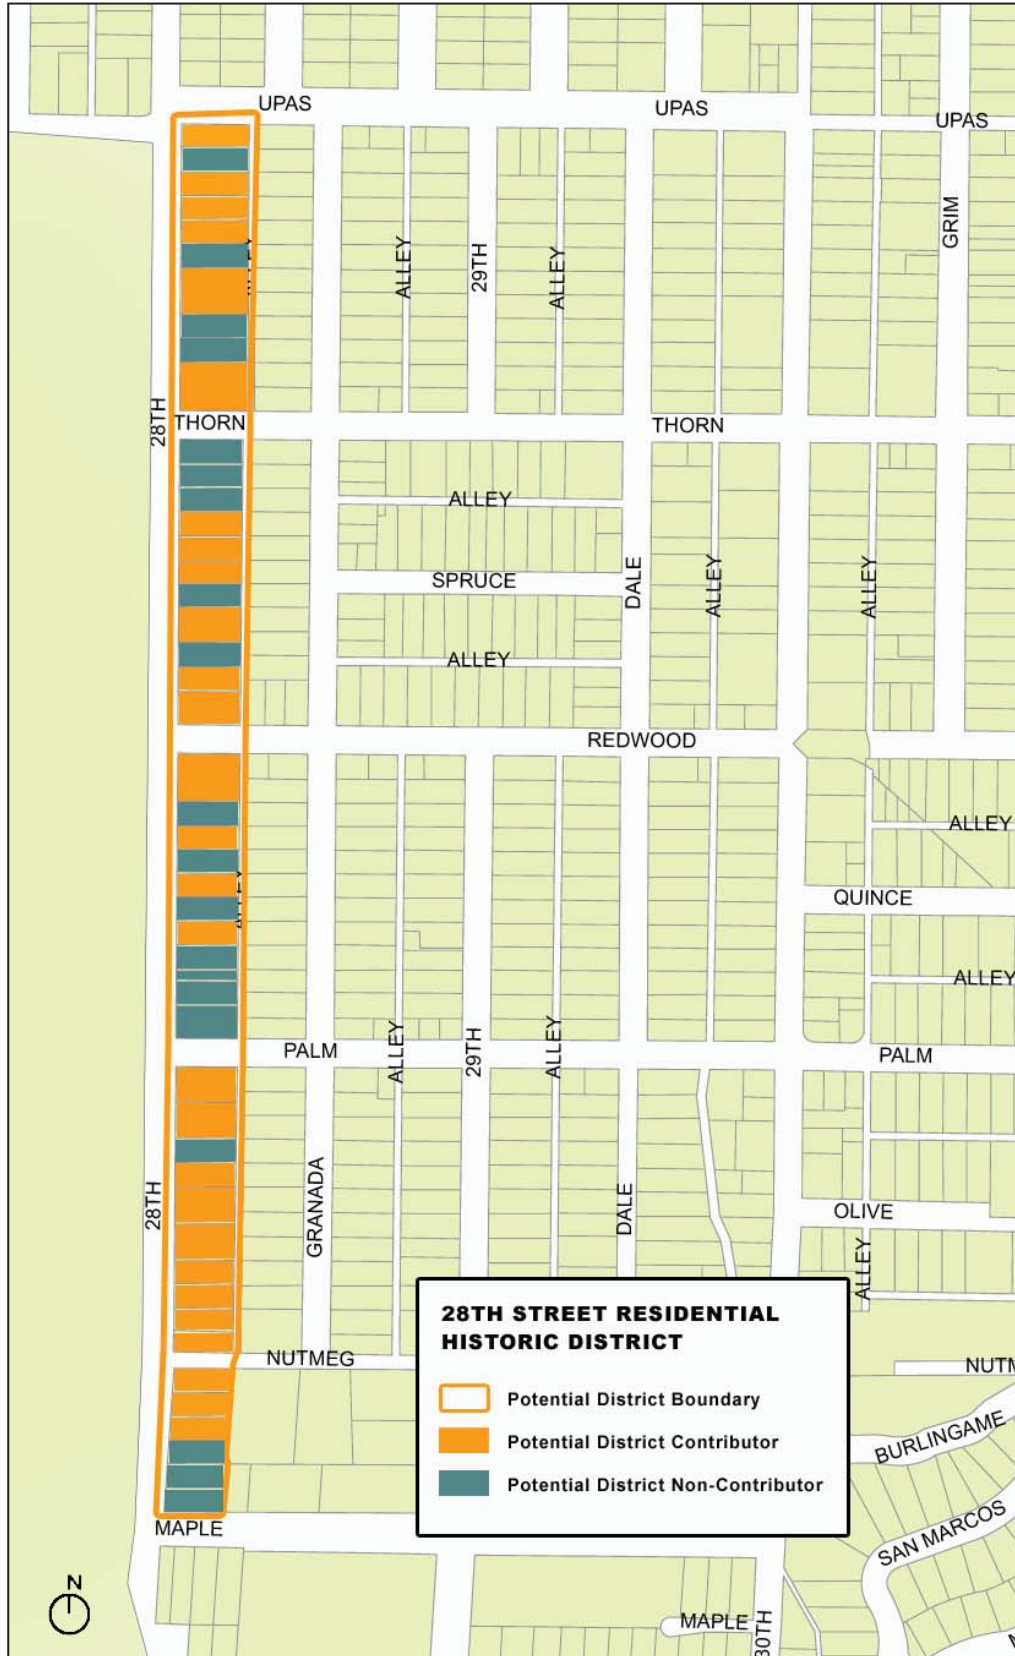 UPAS
UPAS
UPAS
GRIM
ALLEY
29TH
ALLEY
28TH
THORN
THORN
ALLEY
SPRUCE
DALE
ALLEY
ALLEY
ALLEY
REDWOOD
ALLEY
QUINCE
ALLEY
ALLEY
29TH
ALLEY
PALM
PALM
28TH
GRANADA
DALE
OLIVE
ALLEY
NUTMEG
28TH STREET RESIDENTIAL
HISTORIC DISTRICT
Potential District Boundary
Potential District Contributor
Potential District Non-Contributor
NUTM
BURLINGAME
SAN MARCOS
MAPLE
N
MAPLE
30TH